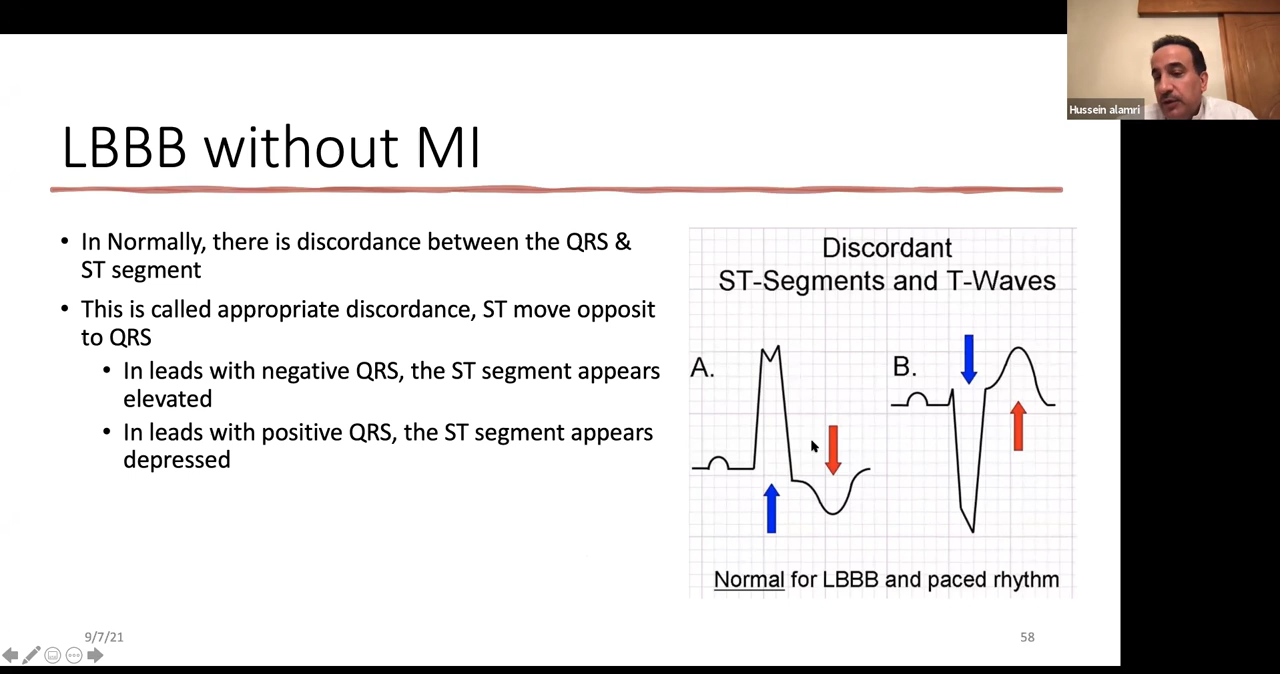 Hussein alamri
LBBB without MI
• In Normally, there is discordance between the QRS &
ST segment
• This is called appropriate discordance, ST move opposit
to QRS
• In leads with negative QRS, the ST segment appears
elevated
• In leads with positive QRS, the ST segment appears
depressed
Discordant
ST-Segments and T-Waves
A.
B.
Normal for LBBB and paced rhythm
9/7/21
58